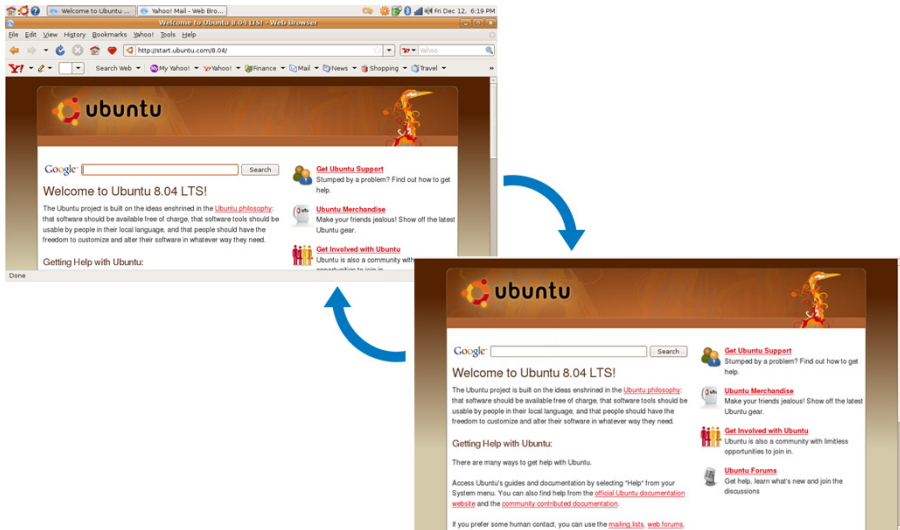 Welcome to Ubuntu ... Yahoo! Mail - Web Bro... Fri Dec 12, 6:19 PM
Welcome to Ubuntu 8.04 LTS! - Web Browser
File Edit View History Bookmarks Yahoo! Tools Help
http://start.ubuntu.com/8.04/ Yahoo
Y! Search Web My Yahoo! Yahoo! Finance Mail News Shopping Travel »
ubuntu
Google Search
Welcome to Ubuntu 8.04 LTS!
The Ubuntu project is built on the ideas enshrined in the Ubuntu philosophy:
that software should be available free of charge, that software tools should be
usable by people in their local language, and that people should have the
freedom to customize and alter their software in whatever way they need.
Getting Help with Ubuntu:
Get Ubuntu Support
Stumped by a problem? Find out how to get
help.
Ubuntu Merchandise
Make your friends jealous! Show off the latest
Ubuntu gear.
Get Involved with Ubuntu
Ubuntu is also a community with
opportunities to join in.
Done
ubuntu
Google Search
Welcome to Ubuntu 8.04 LTS!
The Ubuntu project is built on the ideas enshrined in the Ubuntu philosophy:
that software should be available free of charge, that software tools should be
usable by people in their local language, and that people should have the
freedom to customize and alter their software in whatever way they need.
Getting Help with Ubuntu:
There are many ways to get help with Ubuntu.
Access Ubuntu's guides and documentation by selecting "Help" from your
System menu. You can also find help from the official Ubuntu documentation
website and the community contributed documentation.
If you prefer some human contact, you can use the mailing lists, web forums,
Get Ubuntu Support
Stumped by a problem? Find out how to get
help.
Ubuntu Merchandise
Make your friends jealous! Show off the latest
Ubuntu gear.
Get Involved with Ubuntu
Ubuntu is also a community with limitless
opportunities to join in.
Ubuntu Forums
Get help, learn what's new and join the
discussions